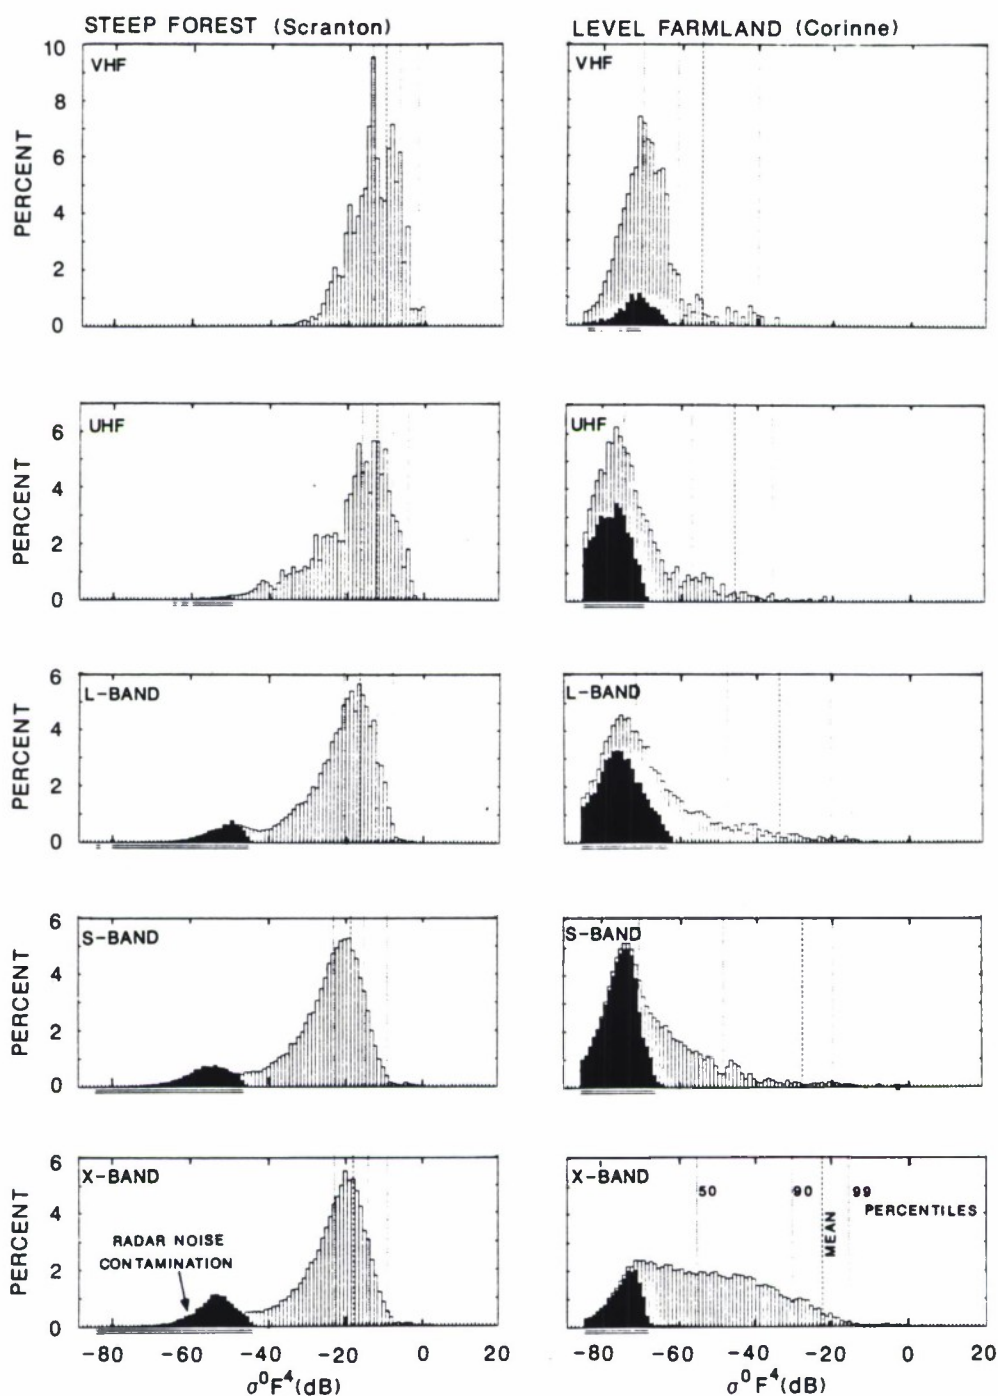 STEEP FOREST (Scranton)
LEVEL FARMLAND (Corinne)
VHF
PERCENT
10
8
6
4
2
0
VHF
UHF
PERCENT
6
4
2
0
UHF
L-BAND
PERCENT
6
4
2
0
L-BAND
S-BAND
PERCENT
6
4
2
0
S-BAND
X-BAND
PERCENT
6
4
2
0
RADAR NOISE
CONTAMINATION
X-BAND
50
90
99
PERCENTILES
MEAN
-80 -60 -40 -20 0 20
σ⁰F⁴(dB)
-80 -60 -40 -20 0 20
σ⁰F⁴(dB)